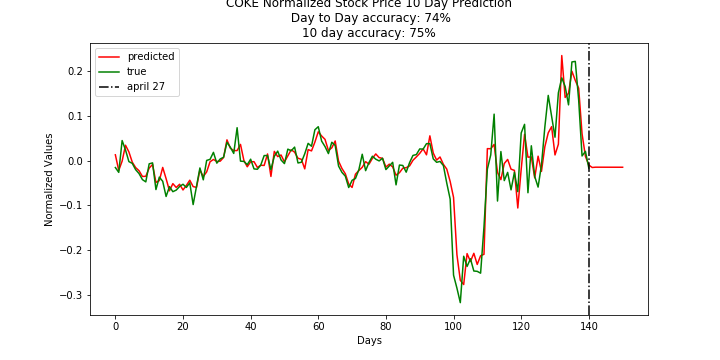 COKE Normalized Stock Price 10 Day Prediction
Day to Day accuracy: 74%
10 day accuracy: 75%
predicted
true
april 27
Normalized Values
0.2
0.1
0.0
−0.1
−0.2
−0.3
0 20 40 60 80 100 120 140
Days